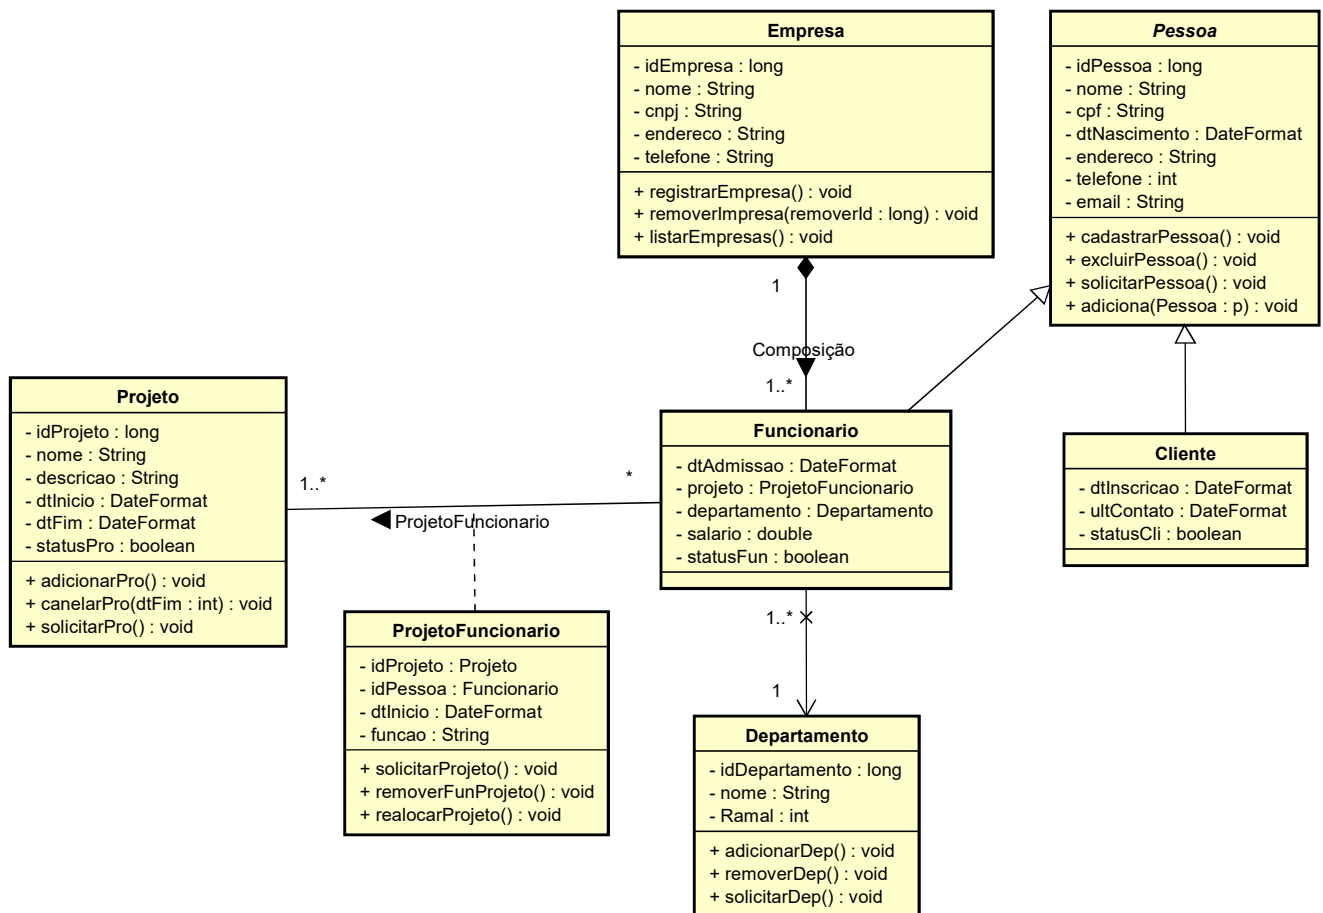 Empresa
- idEmpresa : long
- nome : String
- cnpj : String
- endereco : String
- telefone : String
+ registrarEmpresa() : void
+ removerImpresa(removerId : long) : void
+ listarEmpresas() : void
Pessoa
- idPessoa : long
- nome : String
- cpf : String
- dtNascimento : DateFormat
- endereco : String
- telefone : int
- email : String
+ cadastrarPessoa() : void
+ excluirPessoa() : void
+ solicitarPessoa() : void
+ adiciona(Pessoa : p) : void
1
Composição
1..*
Projeto
- idProjeto : long
- nome : String
- descricao : String
- dtInicio : DateFormat
- dtFim : DateFormat
- statusPro : boolean
+ adicionarPro() : void
+ canelarPro(dtFim : int) : void
+ solicitarPro() : void
1..*
*
ProjetoFuncionario
Funcionario
- dtAdmissao : DateFormat
- projeto : ProjetoFuncionario
- departamento : Departamento
- salario : double
- statusFun : boolean
Cliente
- dtInscricao : DateFormat
- ultContato : DateFormat
- statusCli : boolean
ProjetoFuncionario
- idProjeto : Projeto
- idPessoa : Funcionario
- dtInicio : DateFormat
- funcao : String
+ solicitarProjeto() : void
+ removerFunProjeto() : void
+ realocarProjeto() : void
1..*
1
Departamento
- idDepartamento : long
- nome : String
- Ramal : int
+ adicionarDep() : void
+ removerDep() : void
+ solicitarDep() : void